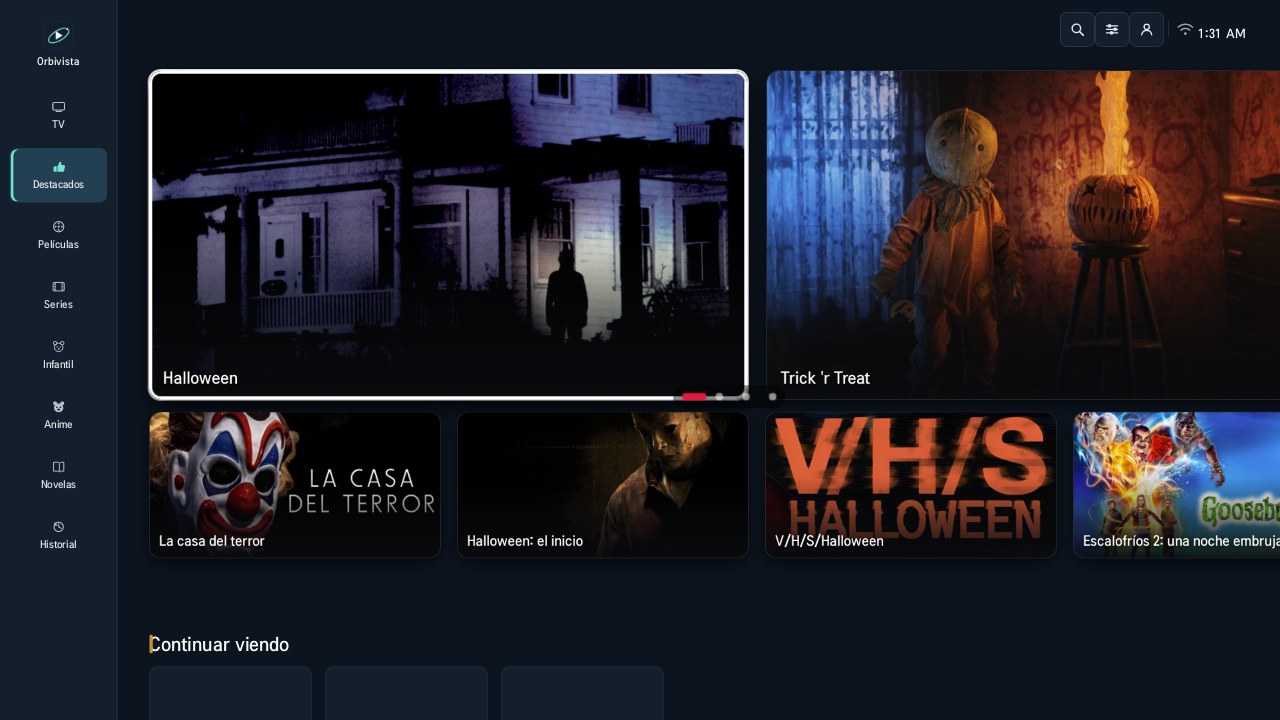 Orbivista
TV
Destacados
Películas
Series
Infantil
Anime
Novelas
Historial
1:31 AM
Halloween
Trick 'r Treat
LA CASA
DEL TERROR
La casa del terror
Halloween: el inicio
V/H/S
HALLOWEEN
V/H/S/Halloween
Escalofríos 2: una noche embruja
Continuar viendo